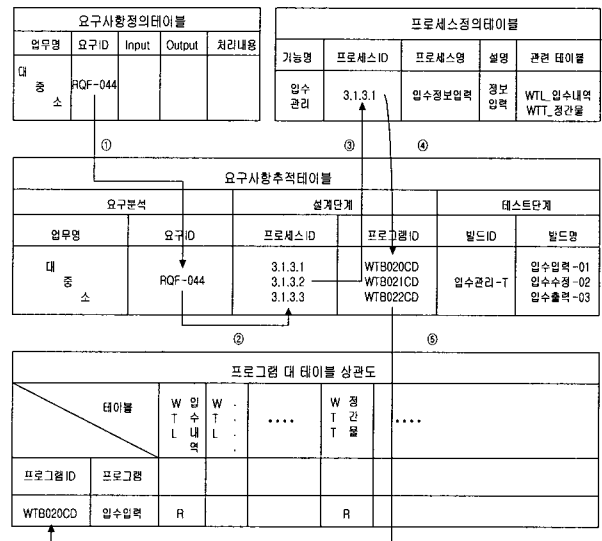 요구사항정의테이블
업무명 요구ID Input Output 처리내용
대
중
소
RQF-044
프로세스정의테이블
기능명 프로세스ID 프로세스명 설명 관련 테이블
입수
관리
3.1.3.1
입수정보입력
정보
입력
WTL_입수내역
WTT_정간물
① ③ ④
요구사항추적테이블
요구분석 설계단계 테스트단계
업무명 요구ID 프로세스ID 프로그램ID 빌드ID 빌드명
대
중
소
RQF-044
3.1.3.1 WTB020CD 입수입력-01
3.1.3.2 WTB021CD 입수관리-T 입수수정-02
3.1.3.3 WTB022CD 입수출력-03
② ⑤
프로그램 대 테이블 상관도
테이블
W 입 W · W 정
T 수 T · .... T 간 ....
L 내 L · T 물
역
프로그램ID 프로그램
WTB020CD 입수입력 R R